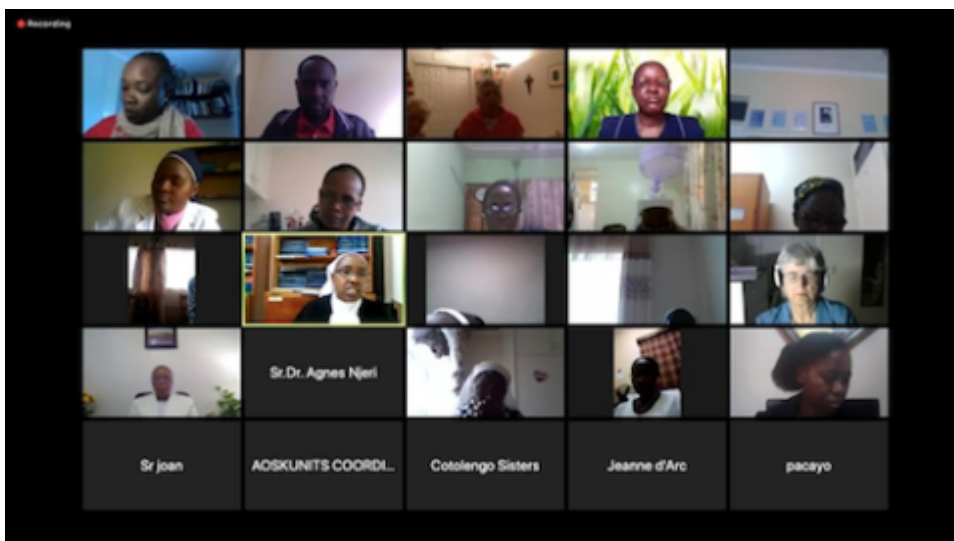 Recording
Sr.Dr. Agnes Njeri
Sr joan
AOSKUNITS COORDI...
Cotolengo Sisters
Jeanne d'Arc
pacayo